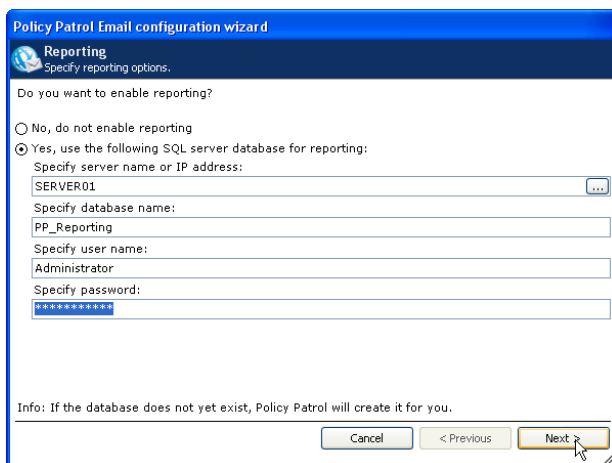 Policy Patrol Email configuration wizard
Reporting
Specify reporting options.
Do you want to enable reporting?
No, do not enable reporting
Yes, use the following SQL server database for reporting:
Specify server name or IP address:
SERVER01
...
Specify database name:
PP_Reporting
Specify user name:
Administrator
Specify password:
***********
Info: If the database does not yet exist, Policy Patrol will create it for you.
Cancel < Previous Next >